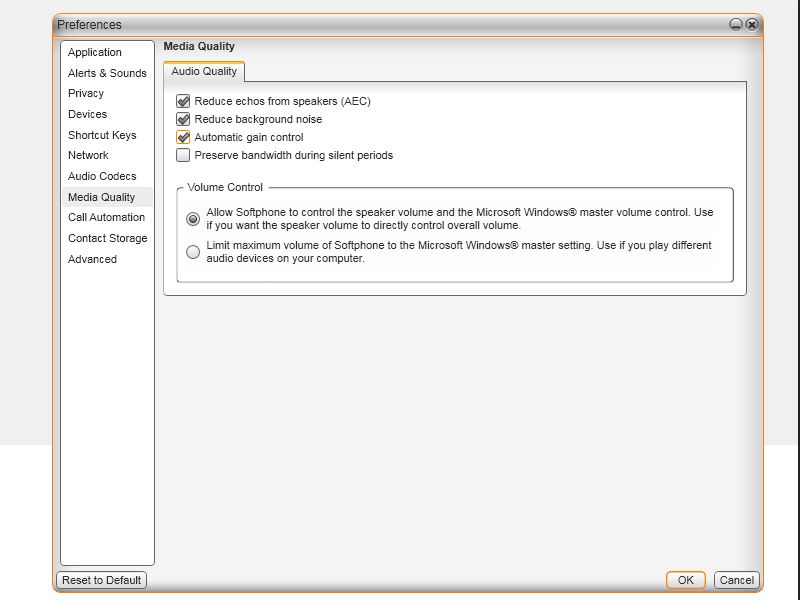 Preferences
Application
Alerts & Sounds
Privacy
Devices
Shortcut Keys
Network
Audio Codecs
Media Quality
Call Automation
Contact Storage
Advanced
Media Quality
Audio Quality
Reduce echos from speakers (AEC)
Reduce background noise
Automatic gain control
Preserve bandwidth during silent periods
Volume Control
Allow Softphone to control the speaker volume and the Microsoft Windows® master volume control. Use
if you want the speaker volume to directly control overall volume.
Limit maximum volume of Softphone to the Microsoft Windows® master setting. Use if you play different
audio devices on your computer.
Reset to Default
OK
Cancel